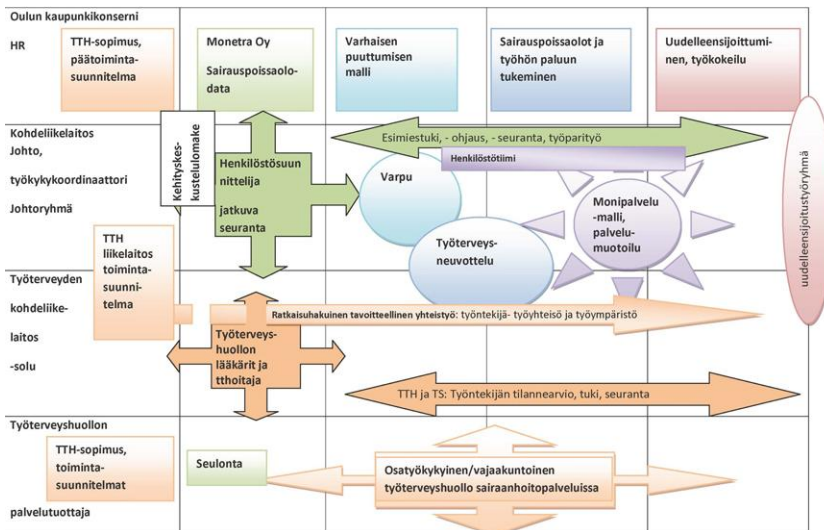 Oulun kaupunkikonserni
HR
TTH-sopimus,
päätoiminta-
suunnitelma
Monetra Oy
Sairauspoissaolo-
data
Varhaisen
puuttumisen
malli
Sairauspoissaolot ja
työhön paluun
tukeminen
Uudelleensijoittumi-
nen, työkokeilu
Kohdeliikelaitos
Johto,
työkykykoordinaattori
Johtoryhmä
Kehityskes-
kustelulomake
Henkilöstösuun
nittelija
jatkuva
seuranta
Esimiestuki, - ohjaus, - seuranta, työparityö
Henkilöstötiimi
Varpu
Työterveys-
neuvottelu
Monipalvelu
-malli,
palvelu-
muotoilu
uudelleensijoitustyöryhmä
TTH
liikelaitos
toiminta-
suunni-
telma
Työterveyden
kohdeliike-
laitos
-solu
Ratkaisuhakuinen tavoitteellinen yhteistyö: työntekijä- työyhteisö ja työympäristö
Työterveys-
huollon
lääkärit ja
tthoitaja
TTH ja TS: Työntekijän tilannearvio, tuki, seuranta
Työterveyshuollon
palvelutuottaja
TTH-sopimus,
toiminta-
suunnitelmat
Seulonta
Osatyökykyinen/vajaakuntoinen
työterveyshuollo sairaanhoitopalveluissa